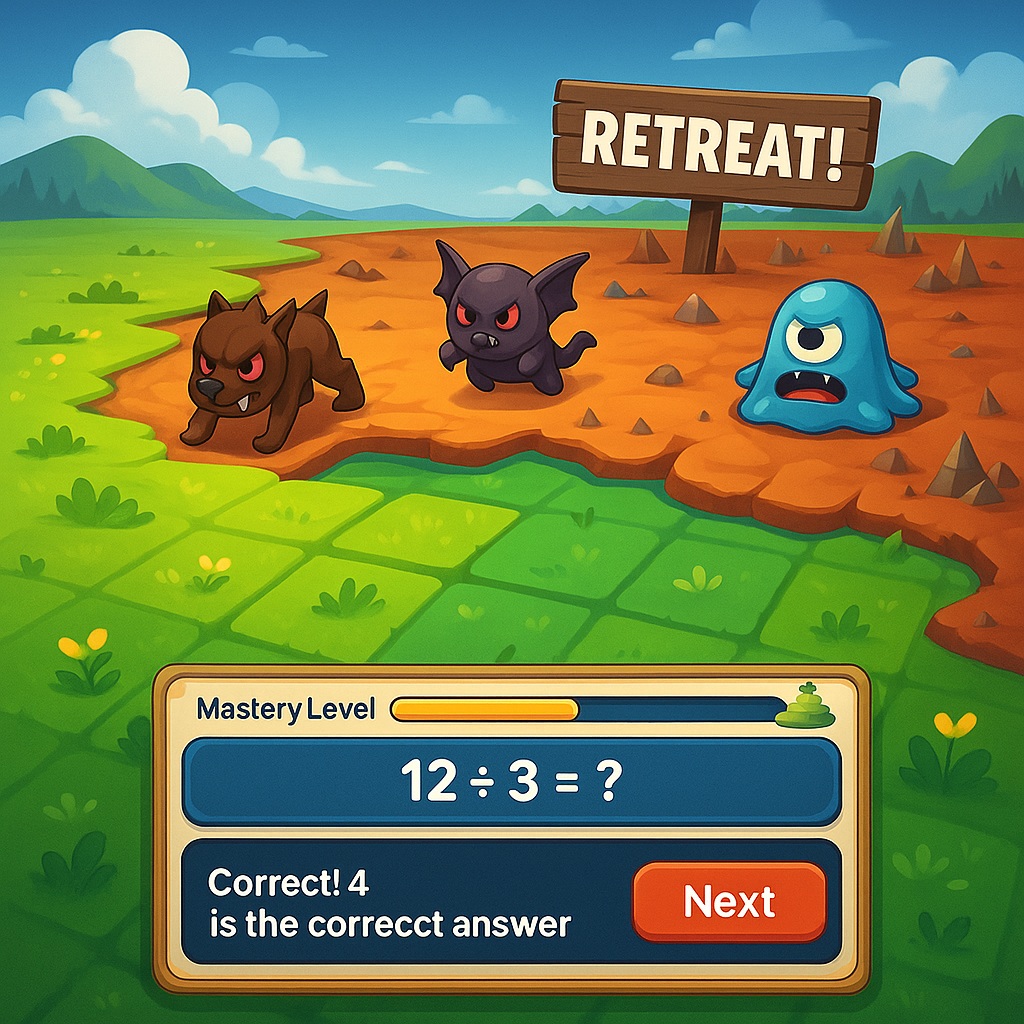 RETREAT!
Mastery Level
12 ÷ 3 = ?
Correct! 4
is the correcct answer
Next